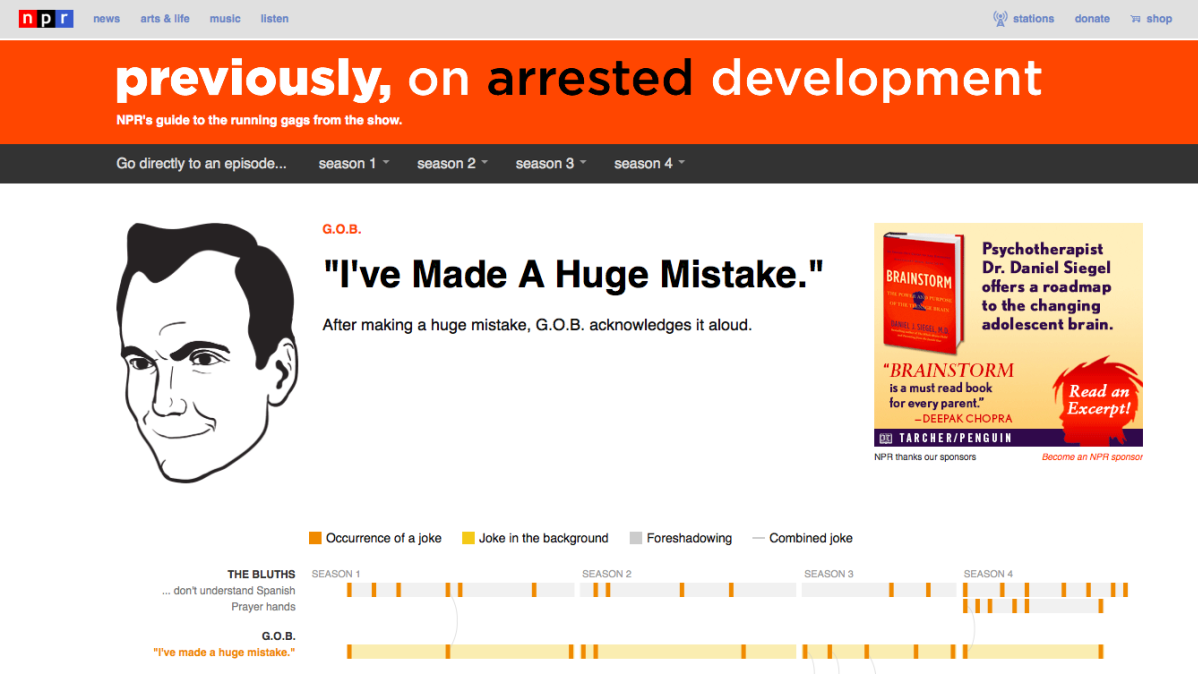 npr news arts & life music listen stations donate shop
previously, on arrested development
NPR's guide to the running gags from the show.
Go directly to an episode... season 1 season 2 season 3 season 4
G.O.B.
"I've Made A Huge Mistake."
After making a huge mistake, G.O.B. acknowledges it aloud.
BRAINSTORM
THE POWER AND PURPOSE
OF THE TEENAGE BRAIN
DANIEL J. SIEGEL, M.D.
Psychotherapist
Dr. Daniel Siegel
offers a roadmap
to the changing
adolescent brain.
“BRAINSTORM
is a must read book
for every parent.”
–DEEPAK CHOPRA
Read an
Excerpt!
TARCHER/PENGUIN
NPR thanks our sponsors Become an NPR sponsor
Occurrence of a joke Joke in the background Foreshadowing Combined joke
THE BLUTHS SEASON 1 SEASON 2 SEASON 3 SEASON 4
... don't understand Spanish
Prayer hands
G.O.B.
"I've made a huge mistake."